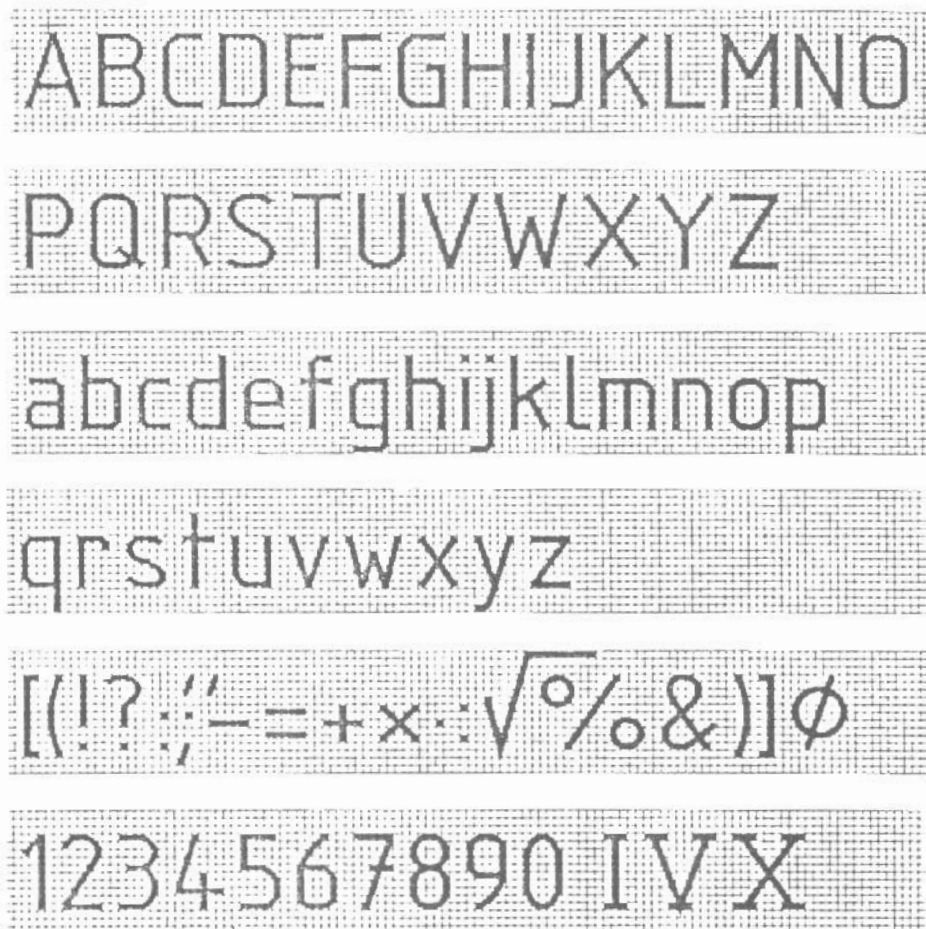 ABCDEFGHIJKLMNO
PQRSTUVWXYZ
abcdefghijklmnop
qrstuvwxyz
[(!?:;"-=+×·:√%&)]Ø
1234567890 IVX